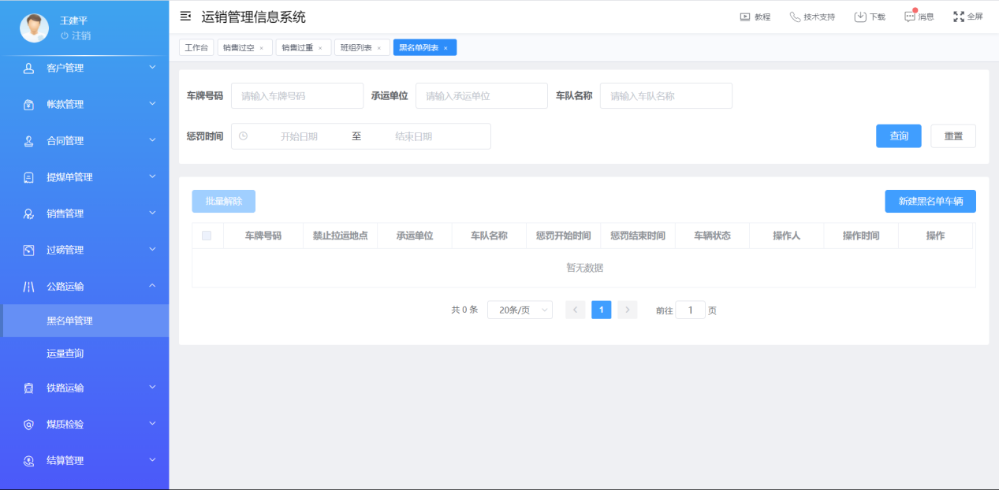 王建平
注销
客户管理
帐款管理
合同管理
提煤单管理
销售管理
过磅管理
公路运输
黑名单管理
运量查询
铁路运输
煤质检验
结算管理
运销管理信息系统
教程 技术支持 下载 消息 全屏
工作台 销售过空 × 销售过重 × 班组列表 × 黑名单列表 ×
车牌号码 请输入车牌号码 承运单位 请输入承运单位 车队名称 请输入车队名称
惩罚时间 开始日期 至 结束日期 查询 重置
批量解除 新建黑名单车辆
车牌号码 禁止拉运地点 承运单位 车队名称 惩罚开始时间 惩罚结束时间 车辆状态 操作人 操作时间 操作
暂无数据
共 0 条 20条/页 1 前往 1 页